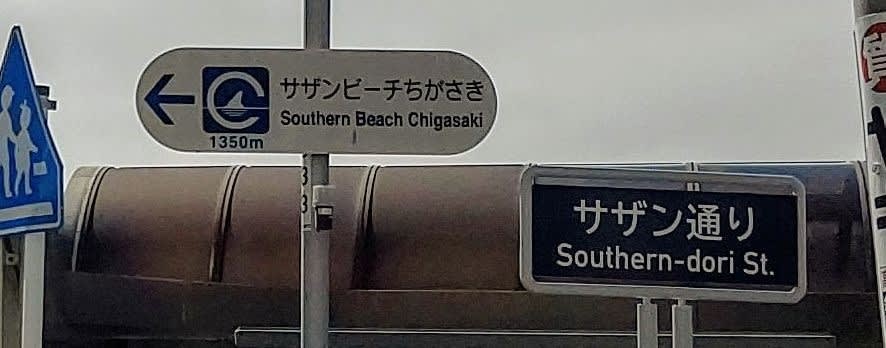 サザンビーチちがさき
Southern Beach Chigasaki
1350m
サザン通り
Southern-dori St.
質